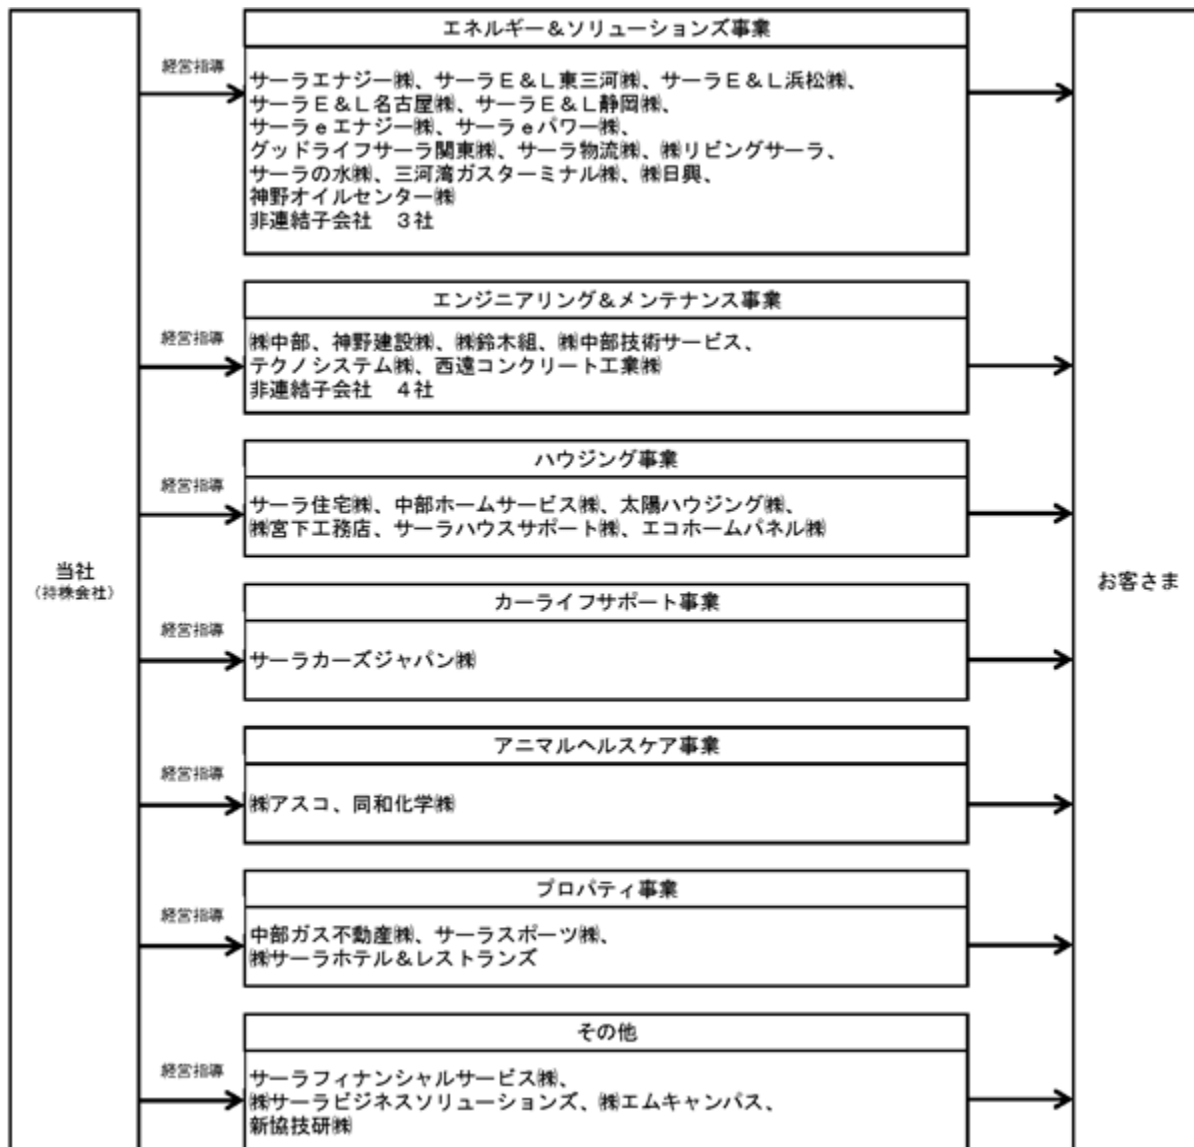 エネルギー＆ソリューションズ事業
経営指導
サーラエナジー㈱、サーラＥ＆Ｌ東三河㈱、サーラＥ＆Ｌ浜松㈱、
サーラＥ＆Ｌ名古屋㈱、サーラＥ＆Ｌ静岡㈱、
サーラｅエナジー㈱、サーラｅパワー㈱、
グッドライフサーラ関東㈱、サーラ物流㈱、㈱リビングサーラ、
サーラの水㈱、三河湾ガスターミナル㈱、㈱日興、
神野オイルセンター㈱
非連結子会社　３社
エンジニアリング＆メンテナンス事業
経営指導
㈱中部、神野建設㈱、㈱鈴木組、㈱中部技術サービス、
テクノシステム㈱、西遠コンクリート工業㈱
非連結子会社　４社
ハウジング事業
経営指導
サーラ住宅㈱、中部ホームサービス㈱、太陽ハウジング㈱、
㈱宮下工務店、サーラハウスサポート㈱、エコホームパネル㈱
当社
（持株会社）
お客さま
カーライフサポート事業
経営指導
サーラカーズジャパン㈱
アニマルヘルスケア事業
経営指導
㈱アスコ、同和化学㈱
プロパティ事業
経営指導
中部ガス不動産㈱、サーラスポーツ㈱、
㈱サーラホテル＆レストランズ
その他
経営指導
サーラフィナンシャルサービス㈱、
㈱サーラビジネスソリューションズ、㈱エムキャンパス、
新協技研㈱